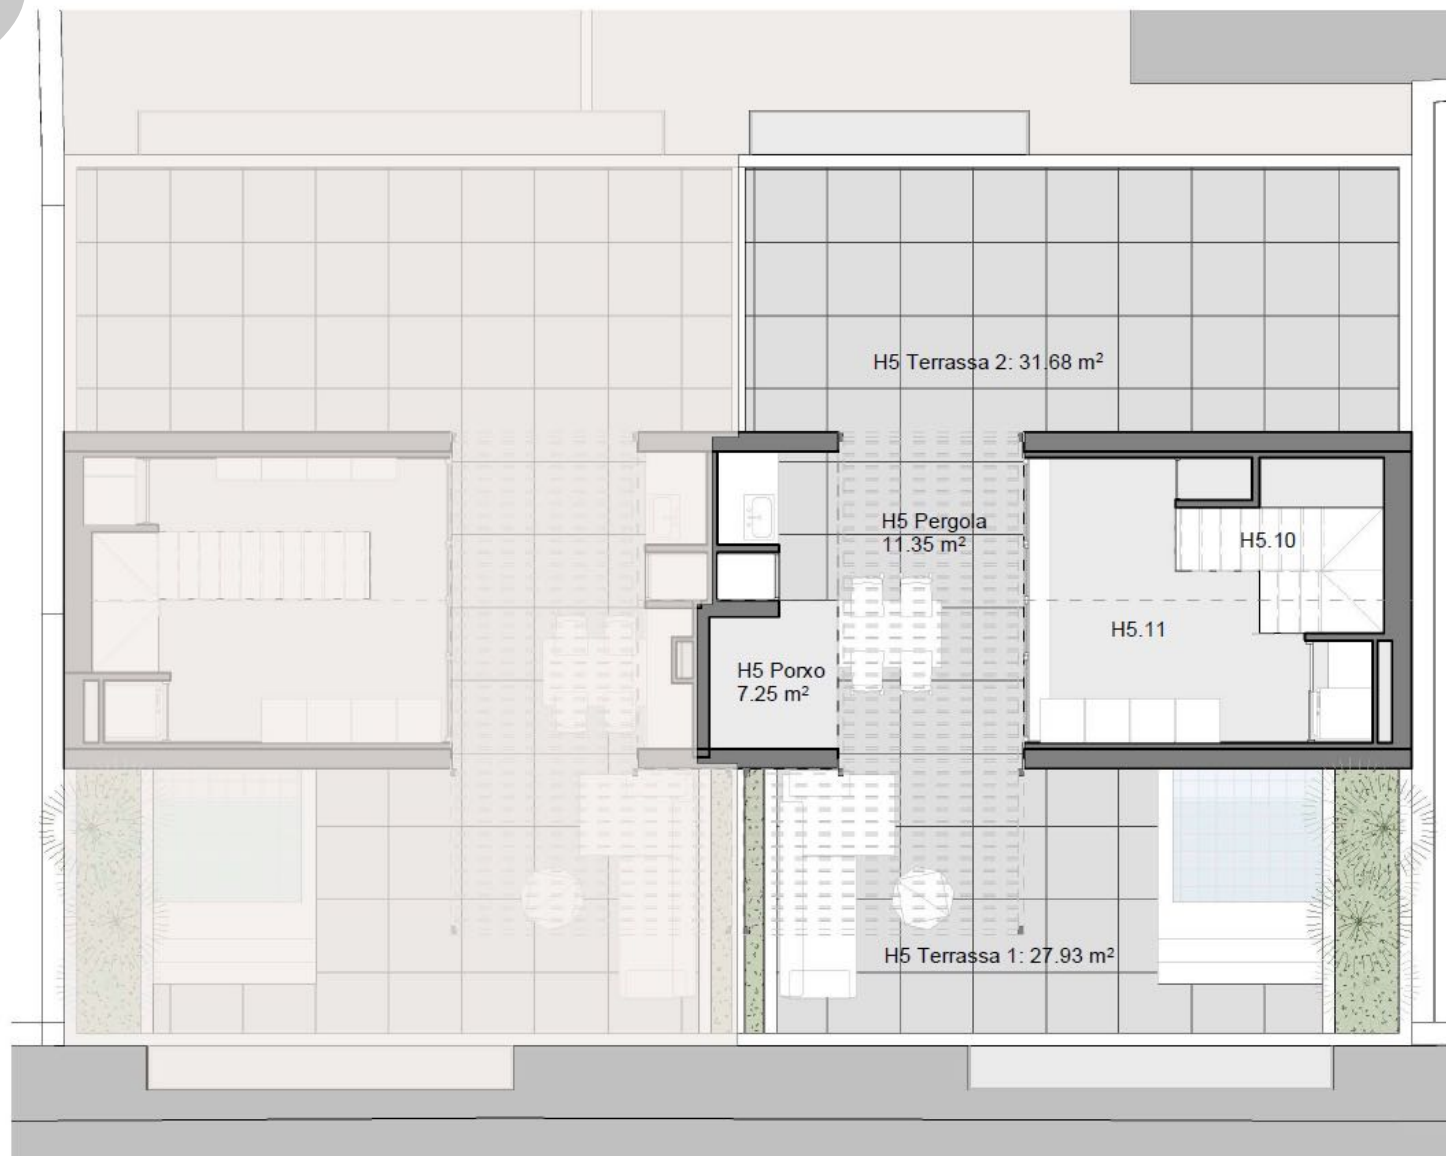 H5 Terrassa 2: 31.68 m²
H5 Pergola
11.35 m²
H5.10
H5.11
H5 Porxo
7.25 m²
H5 Terrassa 1: 27.93 m²